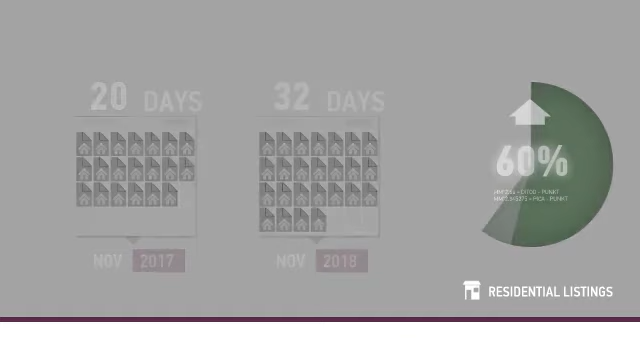 20 DAYS
32 DAYS
NOV 2017
NOV 2018
60%
RESIDENTIAL LISTINGS